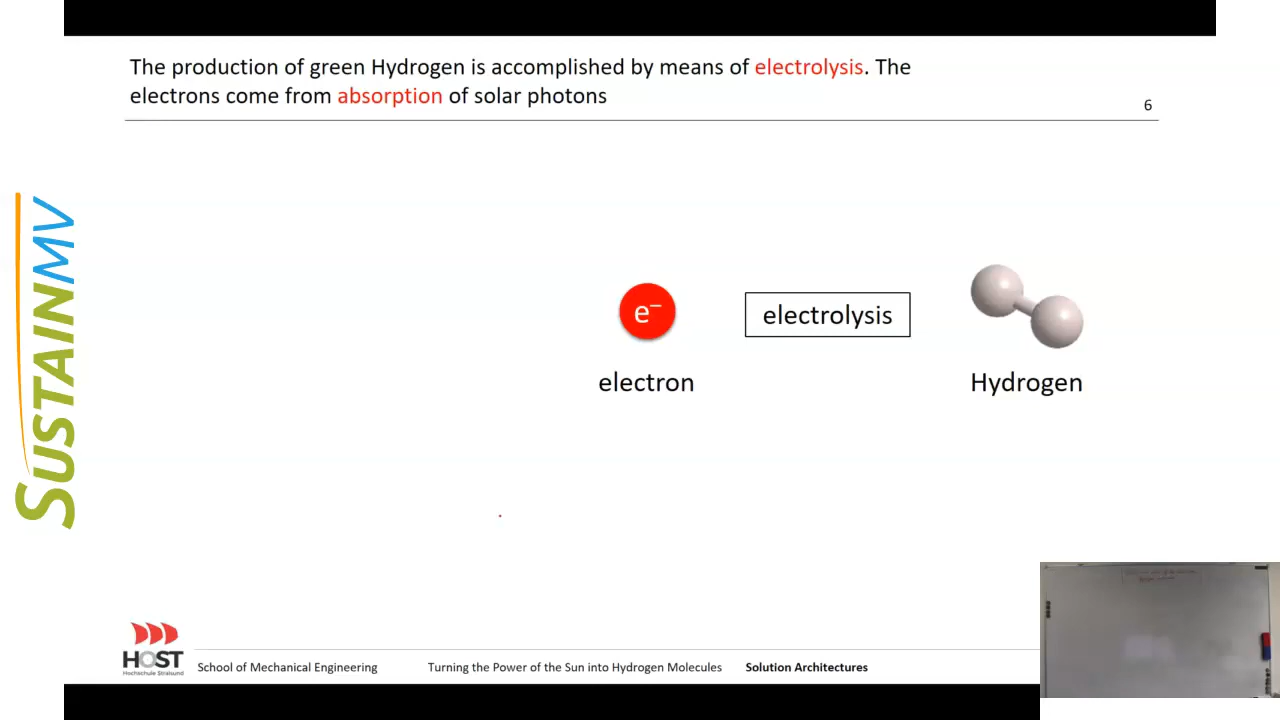 The production of green Hydrogen is accomplished by means of electrolysis. The
electrons come from absorption of solar photons
6
SUSTAINMV
e⁻
electrolysis
electron
Hydrogen
HOST
Hochschule Stralsund
School of Mechanical Engineering
Turning the Power of the Sun into Hydrogen Molecules
Solution Architectures